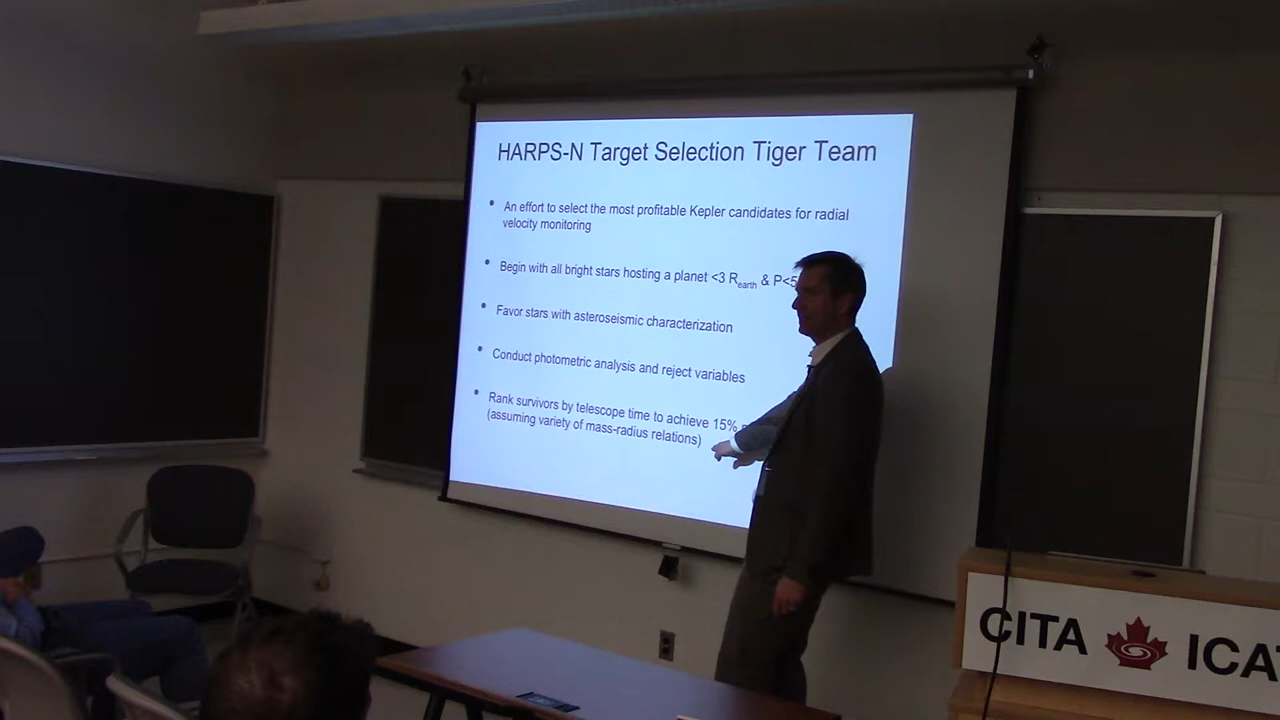 HARPS-N Target Selection Tiger Team
• An effort to select the most profitable Kepler candidates for radial
velocity monitoring
• Begin with all bright stars hosting a planet <3 Rearth & P<5
• Favor stars with asteroseismic characterization
• Conduct photometric analysis and reject variables
• Rank survivors by telescope time to achieve 15%
(assuming variety of mass-radius relations)
CITA ICA